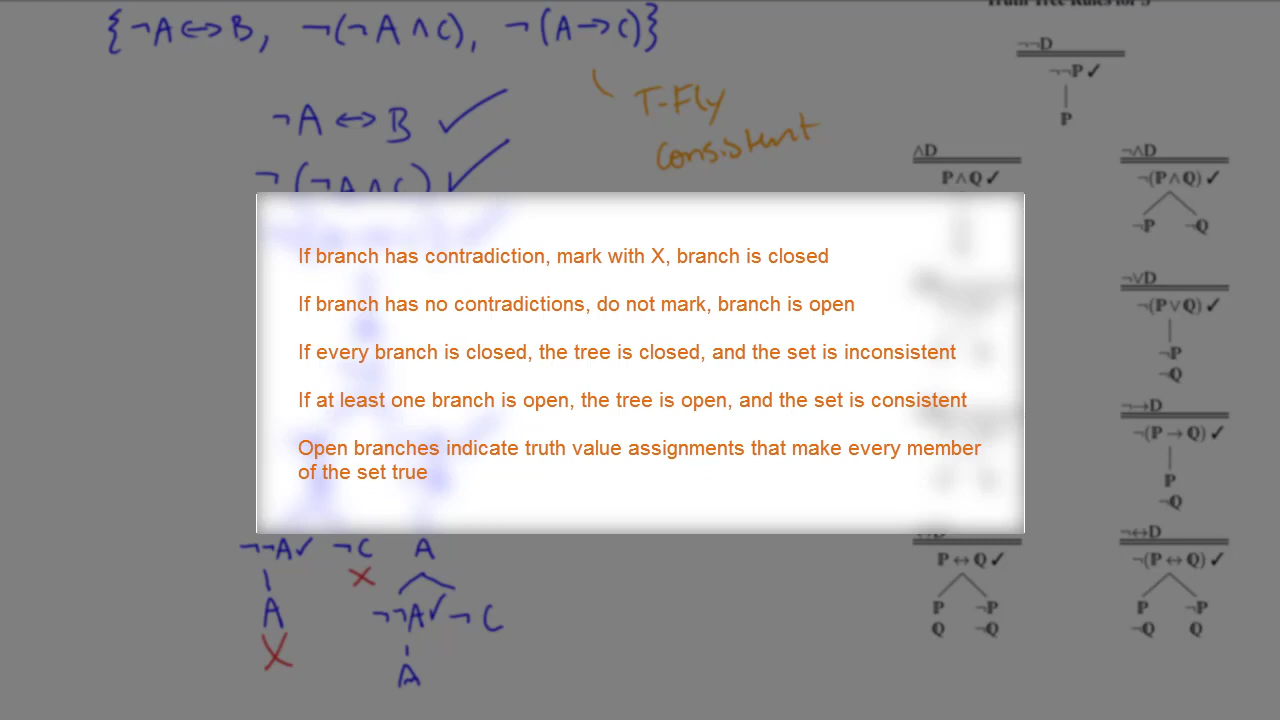 {¬A↔B, ¬(¬A∧C), ¬(A→C)}
¬A ↔ B ✓
¬(¬A∧C) ✓
T-Fly
consistent
If branch has contradiction, mark with X, branch is closed
If branch has no contradictions, do not mark, branch is open
If every branch is closed, the tree is closed, and the set is inconsistent
If at least one branch is open, the tree is open, and the set is consistent
Open branches indicate truth value assignments that make every member
of the set true
¬¬A✓ ¬C A
X
A ¬¬A✓ ¬C
X
A
¬¬D
¬¬P ✓
P
∧D ¬∧D
P ∧ Q ✓ ¬(P ∧ Q) ✓
¬P ¬Q
¬∨D
¬(P ∨ Q) ✓
¬P
¬Q
¬→D
¬(P → Q) ✓
P
¬Q
¬↔D
P ↔ Q ✓ ¬(P ↔ Q) ✓
P ¬P P ¬P
Q ¬Q ¬Q Q